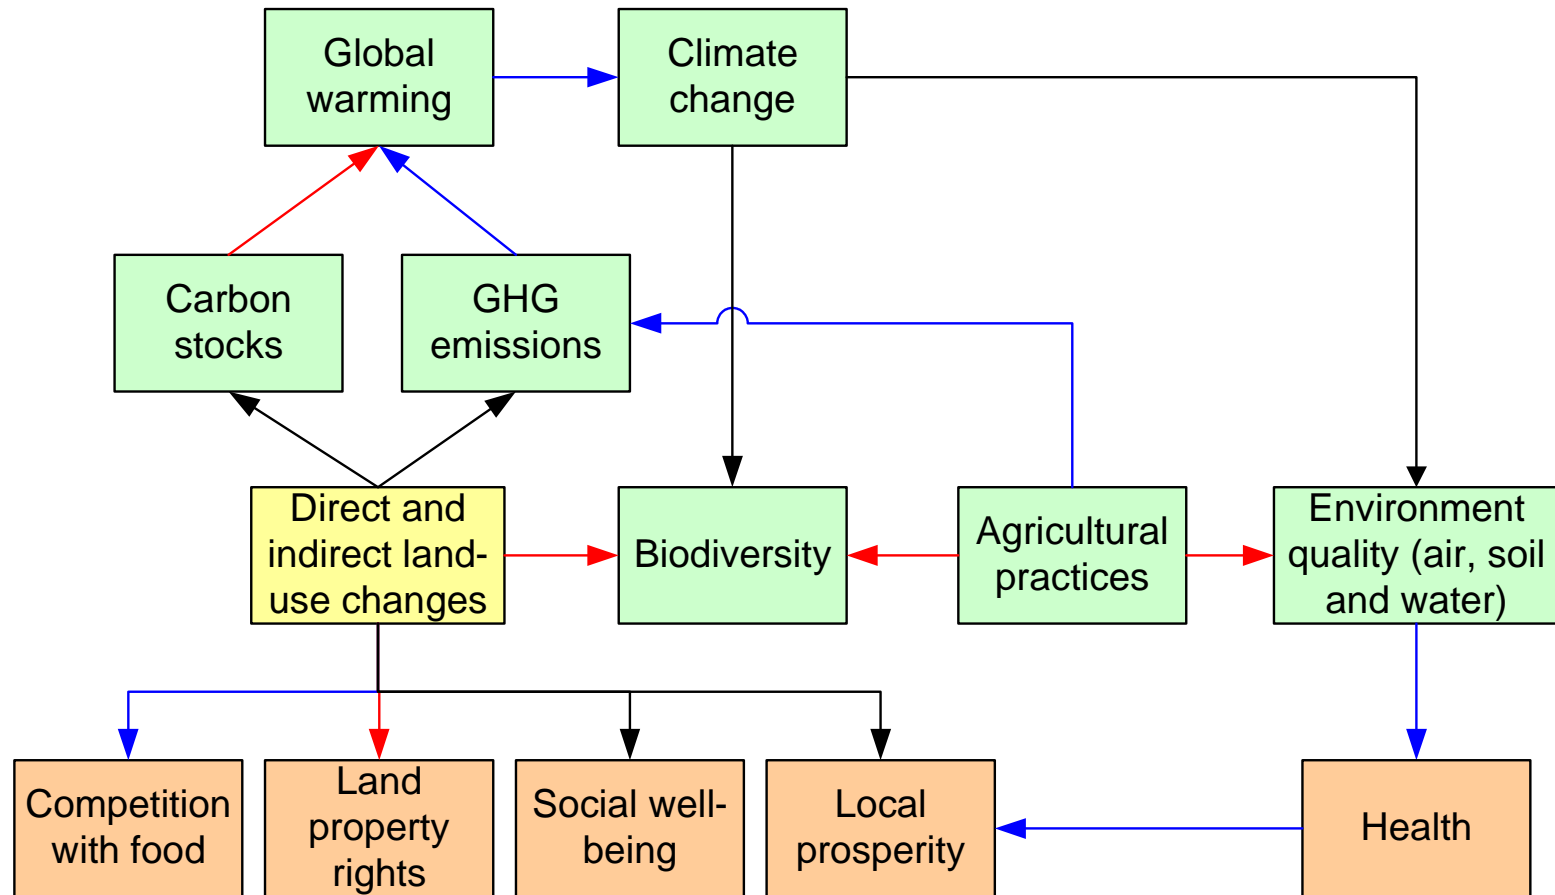 Global
warming
Climate
change
Carbon
stocks
GHG
emissions
Direct and
indirect land-
use changes
Biodiversity
Agricultural
practices
Environment
quality (air, soil
and water)
Competition
with food
Land
property
rights
Social well-
being
Local
prosperity
Health